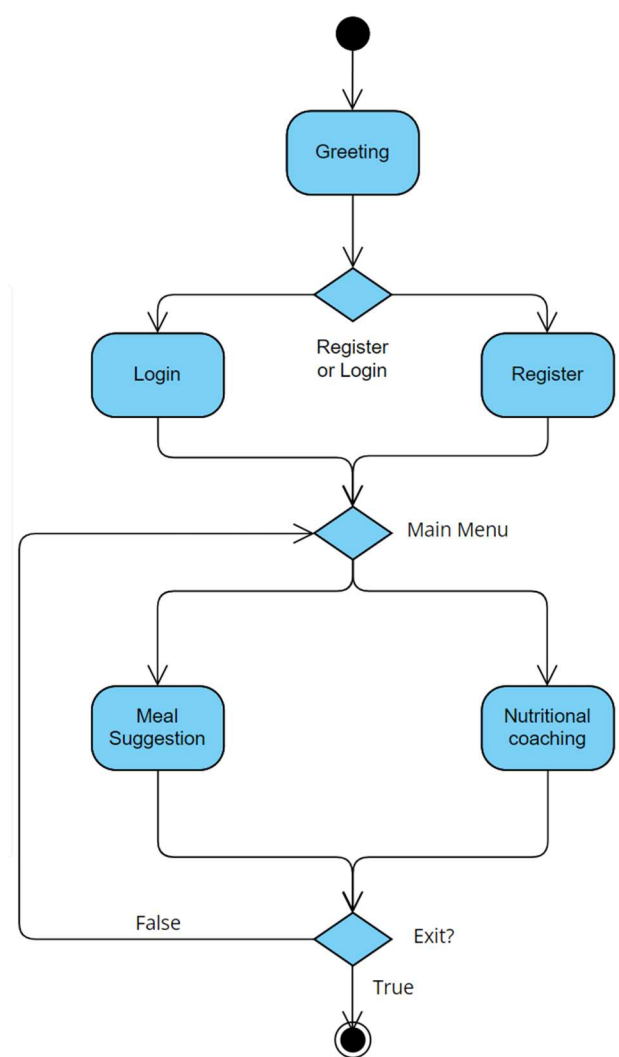 Greeting
Register
or Login
Login
Register
Main Menu
Meal
Suggestion
Nutritional
coaching
False
Exit?
True